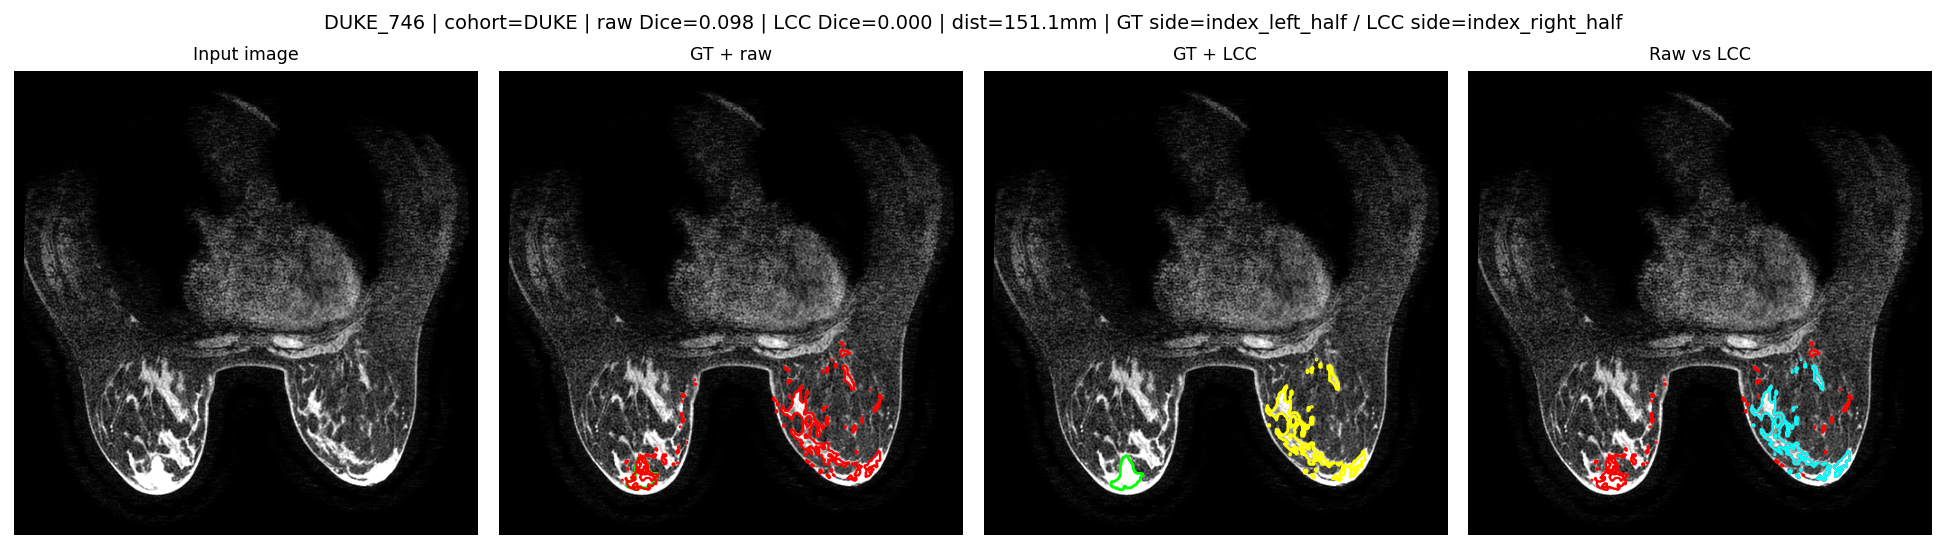 DUKE_746 | cohort=DUKE | raw Dice=0.098 | LCC Dice=0.000 | dist=151.1mm | GT side=index_left_half / LCC side=index_right_half
Input image
GT + raw
GT + LCC
Raw vs LCC